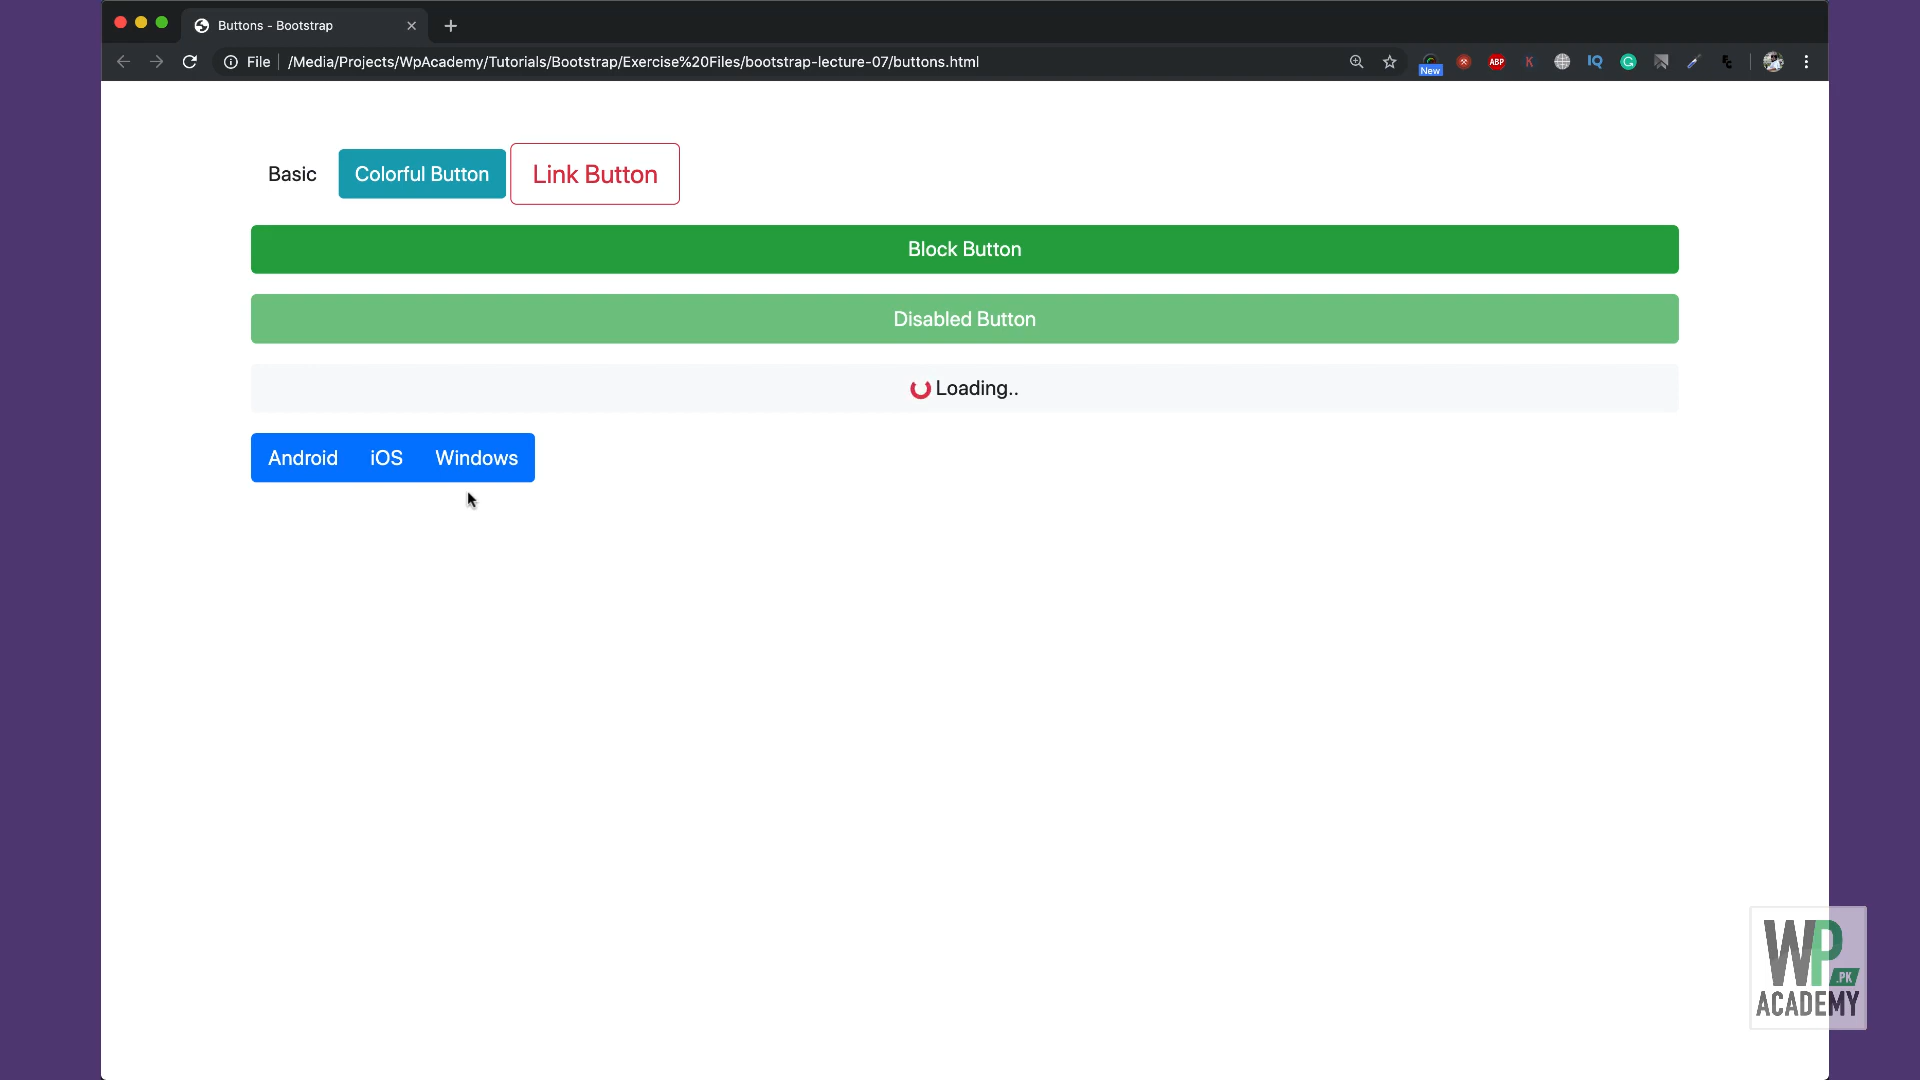 Buttons - Bootstrap
File /Media/Projects/WpAcademy/Tutorials/Bootstrap/Exercise%20Files/bootstrap-lecture-07/buttons.html
New ABP K IQ G
Basic Colorful Button Link Button
Block Button
Disabled Button
Loading..
Android iOS Windows
WP
.PK
ACADEMY